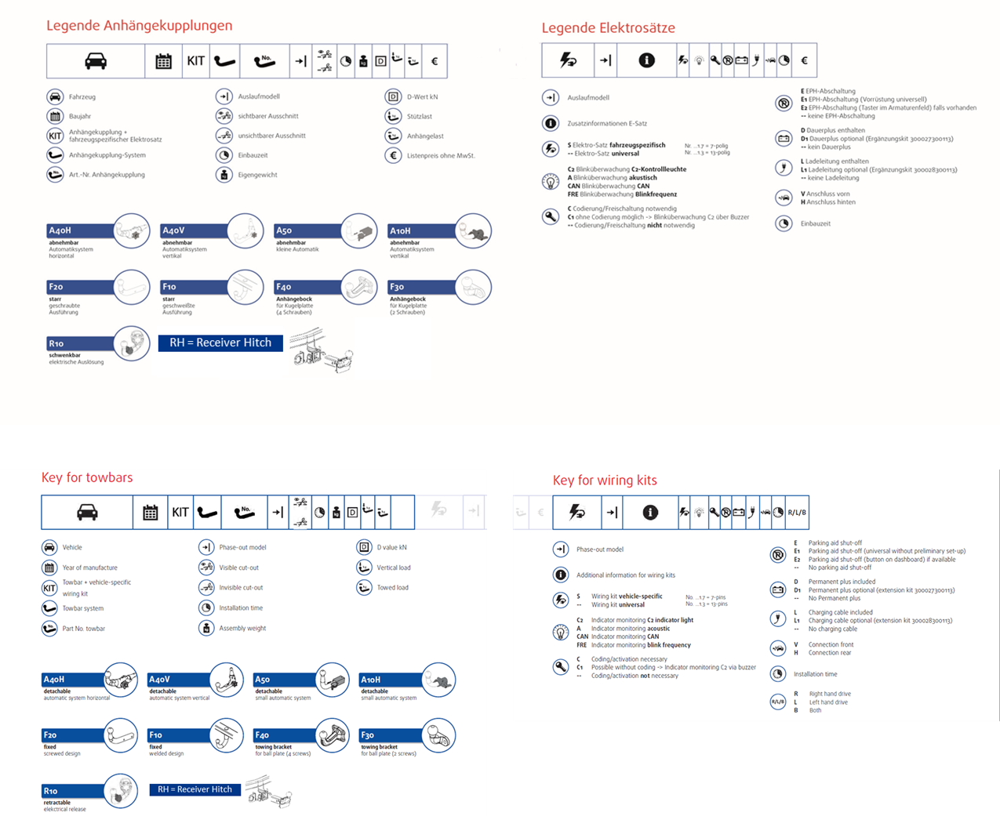 Legende Anhängekupplungen
KIT No. D €
Fahrzeug
Baujahr
KIT Anhängekupplung +
fahrzeugspezifischer Elektrosatz
Anhängekupplung-System
No. Art.-Nr. Anhängekupplung
Auslaufmodell
sichtbarer Ausschnitt
unsichtbarer Ausschnitt
Einbauzeit
Eigengewicht
D D-Wert kN
Stützlast
Anhängelast
€ Listenpreis ohne MwSt.
A40H
abnehmbar
Automatiksystem
horizontal
A40V
abnehmbar
Automatiksystem
vertikal
A50
abnehmbar
kleine Automatik
A10H
abnehmbar
Automatiksystem
vertikal
F20
starr
geschraubte
Ausführung
F10
starr
geschweißte
Ausführung
F40
Anhängebock
für Kugelplatte
(4 Schrauben)
F30
Anhängebock
für Kugelplatte
(2 Schrauben)
R10
schwenkbar
elektrische Auslösung
RH = Receiver Hitch
Legende Elektrosätze
€
Auslaufmodell
Zusatzinformationen E-Satz
S Elektro-Satz fahrzeugspezifisch Nr. ...1.7 = 7-polig
-- Elektro-Satz universal Nr. ...1.3 = 13-polig
C2 Blinküberwachung C2-Kontrollleuchte
A Blinküberwachung akustisch
CAN Blinküberwachung CAN
FRE Blinküberwachung Blinkfrequenz
C Codierung/Freischaltung notwendig
C1 ohne Codierung möglich -> Blinküberwachung C2 über Buzzer
-- Codierung/Freischaltung nicht notwendig
E EPH-Abschaltung
E1 EPH-Abschaltung (Vorrüstung universell)
E2 EPH-Abschaltung (Taster im Armaturenfeld) falls vorhanden
-- keine EPH-Abschaltung
D Dauerplus enthalten
D1 Dauerplus optional (Ergänzungskit 300027300113)
-- kein Dauerplus
L Ladeleitung enthalten
L1 Ladeleitung optional (Ergänzungskit 300028300113)
-- keine Ladeleitung
V Anschluss vorn
H Anschluss hinten
Einbauzeit
Key for towbars
KIT No. D
Vehicle
Year of manufacture
KIT Towbar + vehicle-specific
wiring kit
Towbar system
No. Part No. towbar
Phase-out model
Visible cut-out
Invisible cut-out
Installation time
Assembly weight
D D value kN
Vertical load
Towed load
A40H
detachable
automatic system horizontal
A40V
detachable
automatic system vertical
A50
detachable
small automatic system
A10H
detachable
small automatic system
F20
fixed
screwed design
F10
fixed
welded design
F40
towing bracket
for ball plate (4 screws)
F30
towing bracket
for ball plate (2 screws)
R10
retractable
elekctrical release
RH = Receiver Hitch
Key for wiring kits
€ R/L/B
Phase-out model
Additional information for wiring kits
S Wiring kit vehicle-specific No. ...1.7 = 7-pins
-- Wiring kit universal No. ...1.3 = 13-pins
C2 Indicator monitoring C2 indicator light
A Indicator monitoring acoustic
CAN Indicator monitoring CAN
FRE Indicator monitoring blink frequency
C Coding/activation necessary
C1 Possible without coding -> Indicator monitoring C2 via buzzer
-- Coding/activation not necessary
E Parking aid shut-off
E1 Parking aid shut-off (universal without preliminary set-up)
E2 Parking aid shut-off (button on dashboard) if available
-- No parking aid shut-off
D Permanent plus included
D1 Permanent plus optional (extension kit 300027300113)
-- No Permanent plus
L Charging cable included
L1 Charging cable optional (extension kit 300028300113)
-- No charging cable
V Connection front
H Connection rear
Installation time
R Right hand drive
R/L/B L Left hand drive
B Both